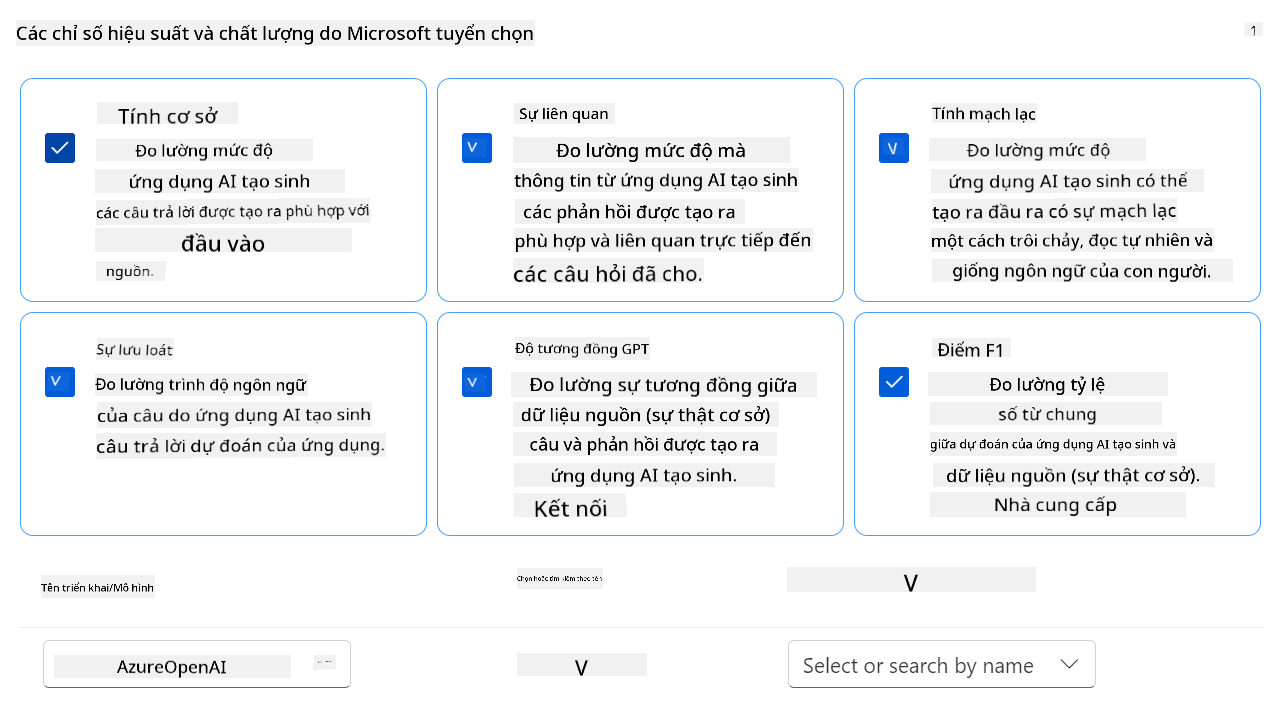 Các chỉ số hiệu suất và chất lượng do Microsoft tuyển chọn
1
Tính cơ sở
Đo lường mức độ
ứng dụng AI tạo sinh
các câu trả lời được tạo ra phù hợp với
đầu vào
nguồn.
V
Sự liên quan
Đo lường mức độ mà
thông tin từ ứng dụng AI tạo sinh
các phản hồi được tạo ra
phù hợp và liên quan trực tiếp đến
các câu hỏi đã cho.
V
Tính mạch lạc
Đo lường mức độ
ứng dụng AI tạo sinh có thể
tạo ra đầu ra có sự mạch lạc
một cách trôi chảy, đọc tự nhiên và
giống ngôn ngữ của con người.
V
Sự lưu loát
Đo lường trình độ ngôn ngữ
của câu do ứng dụng AI tạo sinh
câu trả lời dự đoán của ứng dụng.
V
Độ tương đồng GPT
Đo lường sự tương đồng giữa
dữ liệu nguồn (sự thật cơ sở)
câu và phản hồi được tạo ra
ứng dụng AI tạo sinh.
Kết nối
Điểm F1
Đo lường tỷ lệ
số từ chung
giữa dự đoán của ứng dụng AI tạo sinh và
dữ liệu nguồn (sự thật cơ sở).
Nhà cung cấp
Tên triển khai/Mô hình
Chọn hoặc tìm kiếm theo tên
V
AzureOpenAI
V
Select or search by name